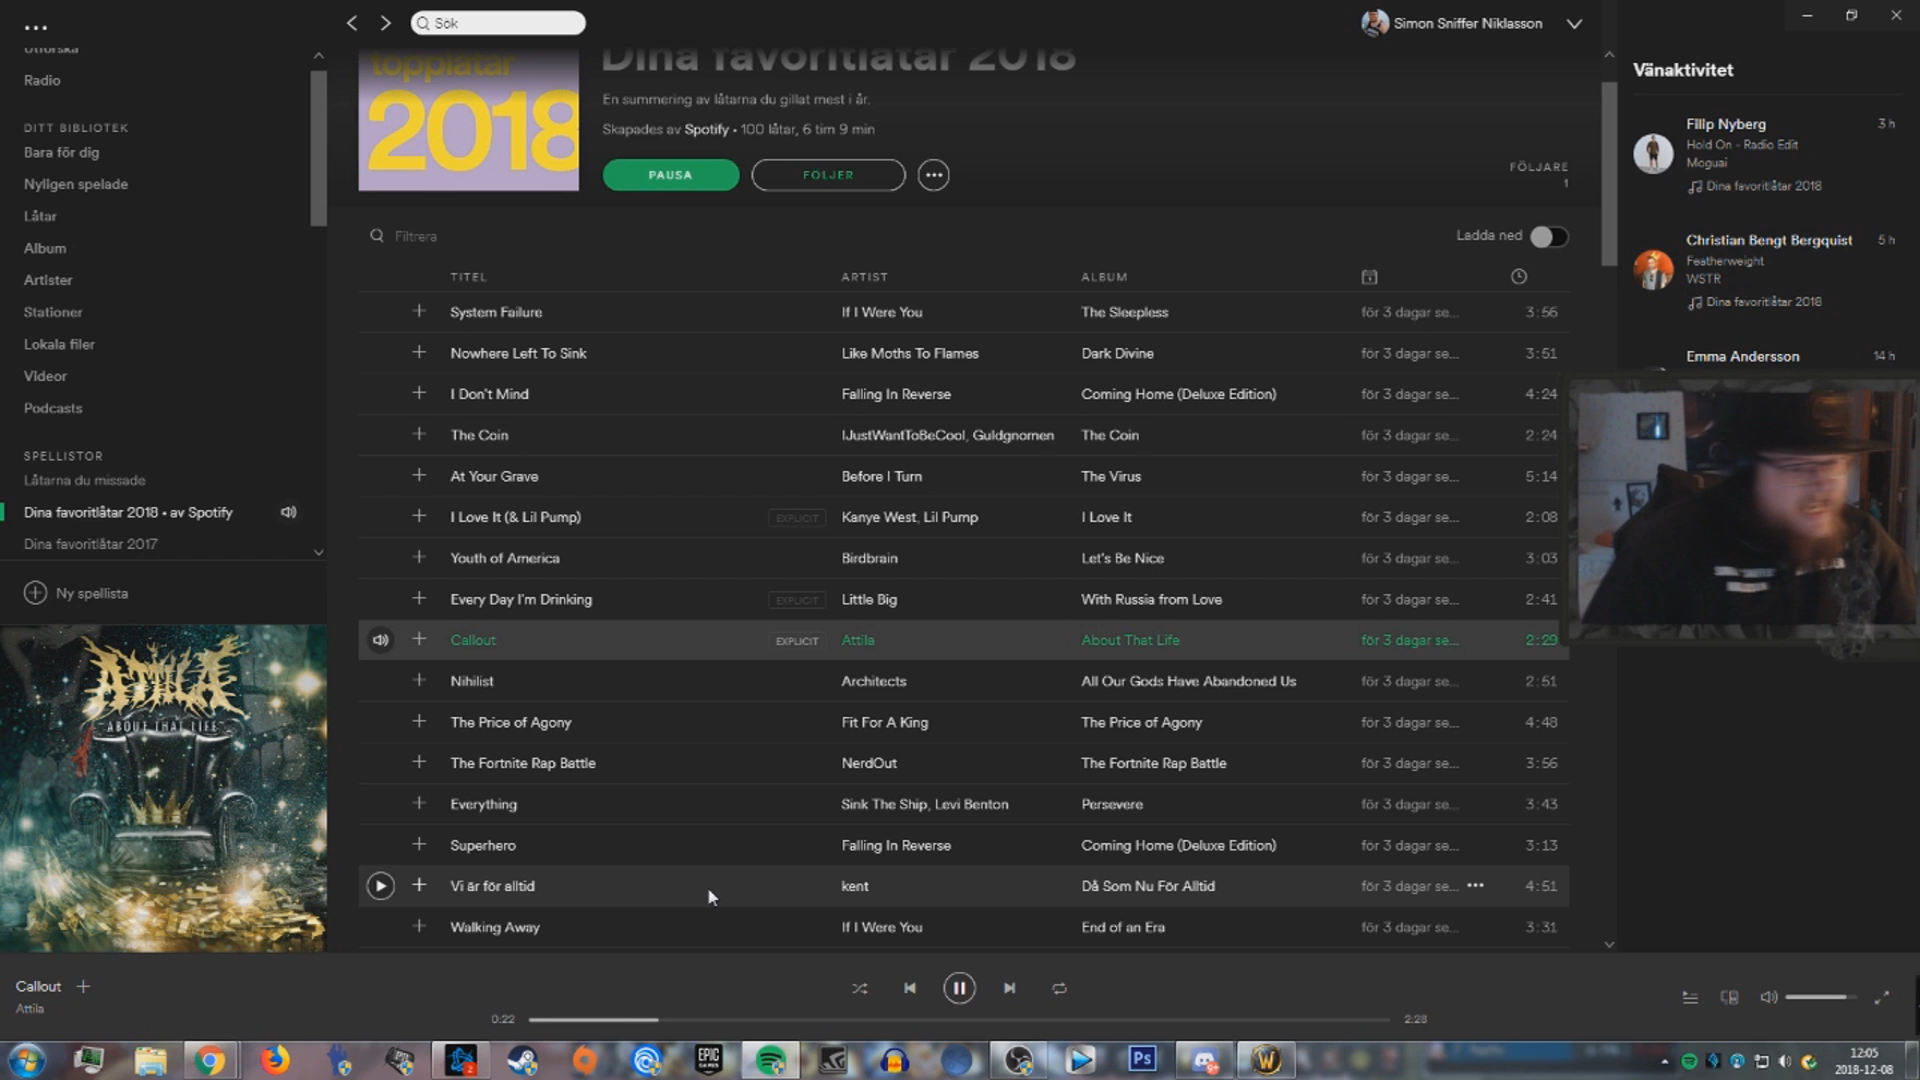 Sök
Simon Sniffer Niklasson
Utforska
Radio
DITT BIBLIOTEK
Bara för dig
Nyligen spelade
Låtar
Album
Artister
Stationer
Lokala filer
Videor
Podcasts
SPELLISTOR
Låtarna du missade
Dina favoritlåtar 2018 • av Spotify
Dina favoritlåtar 2017
Ny spellista
ATTILA
ABOUT THAT LIFE
topplåtar
2018
Dina favoritlåtar 2018
En summering av låtarna du gillat mest i år.
Skapades av Spotify • 100 låtar, 6 tim 9 min
PAUSA FÖLJER
FÖLJARE
1
Filtrera
Ladda ned
TITEL ARTIST ALBUM
System Failure If I Were You The Sleepless för 3 dagar se... 3:56
Nowhere Left To Sink Like Moths To Flames Dark Divine för 3 dagar se... 3:51
I Don't Mind Falling In Reverse Coming Home (Deluxe Edition) för 3 dagar se... 4:24
The Coin IJustWantToBeCool, Guldgnomen The Coin för 3 dagar se... 2:24
At Your Grave Before I Turn The Virus för 3 dagar se... 5:14
I Love It (& Lil Pump) EXPLICIT Kanye West, Lil Pump I Love It för 3 dagar se... 2:08
Youth of America Birdbrain Let's Be Nice för 3 dagar se... 3:03
Every Day I'm Drinking EXPLICIT Little Big With Russia from Love för 3 dagar se... 2:41
Callout EXPLICIT Attila About That Life för 3 dagar se... 2:29
Nihilist Architects All Our Gods Have Abandoned Us för 3 dagar se... 2:51
The Price of Agony Fit For A King The Price of Agony för 3 dagar se... 4:48
The Fortnite Rap Battle NerdOut The Fortnite Rap Battle för 3 dagar se... 3:56
Everything Sink The Ship, Levi Benton Persevere för 3 dagar se... 3:43
Superhero Falling In Reverse Coming Home (Deluxe Edition) för 3 dagar se... 3:13
Vi är för alltid kent Då Som Nu För Alltid för 3 dagar se... 4:51
Walking Away If I Were You End of an Era för 3 dagar se... 3:31
Vänaktivitet
Filip Nyberg 3 h
Hold On - Radio Edit
Moguai
Dina favoritlåtar 2018
Christian Bengt Bergquist 5 h
Featherweight
WSTR
Dina favoritlåtar 2018
Emma Andersson 14 h
Callout
Attila
0:22 2:28
EPIC GAMES
Ps
12:05
2018-12-08